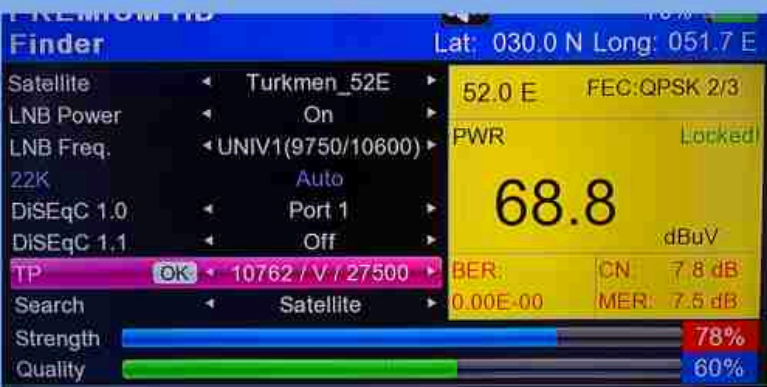 PREMIUM HD
Finder
Lat: 030.0 N Long: 051.7 E
Satellite Turkmen_52E
LNB Power On
LNB Freq. UNIV1(9750/10600)
22K Auto
DiSEqC 1.0 Port 1
DiSEqC 1.1 Off
TP OK 10762 / V / 27500
Search Satellite
52.0 E FEC:QPSK 2/3
PWR Locked!
68.8
dBuV
BER: CN: 7.8 dB
0.00E-00 MER: 7.5 dB
Strength 78%
Quality 60%